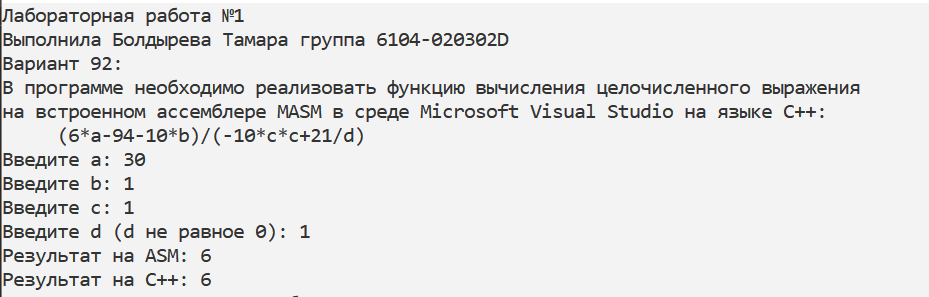 Лабораторная работа №1
Выполнила Болдырева Тамара группа 6104-020302D
Вариант 92:
В программе необходимо реализовать функцию вычисления целочисленного выражения
на встроенном ассемблере MASM в среде Microsoft Visual Studio на языке C++:
(6*a-94-10*b)/(-10*c*c+21/d)
Введите a: 30
Введите b: 1
Введите c: 1
Введите d (d не равное 0): 1
Результат на ASM: 6
Результат на C++: 6